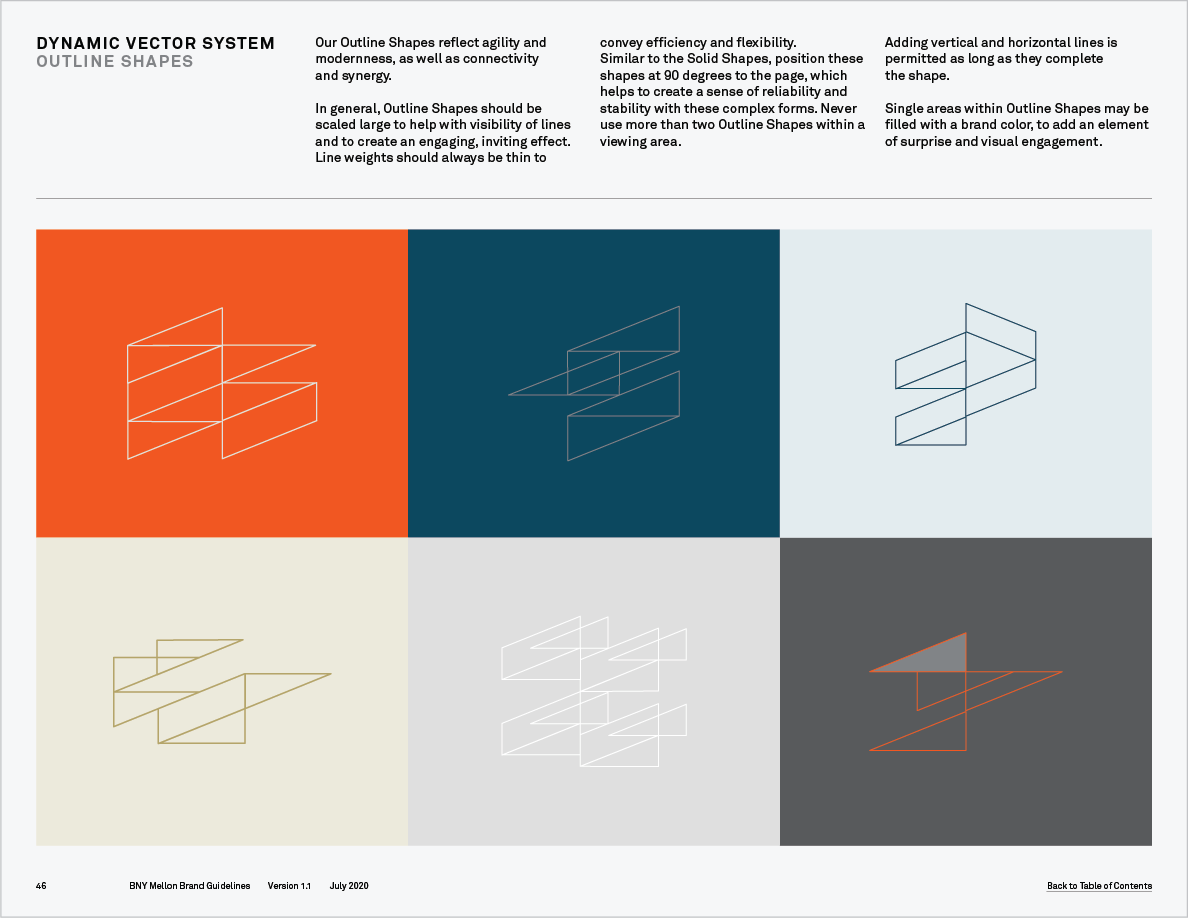 DYNAMIC VECTOR SYSTEM
OUTLINE SHAPES
Our Outline Shapes reflect agility and
modernness, as well as connectivity
and synergy.
In general, Outline Shapes should be
scaled large to help with visibility of lines
and to create an engaging, inviting effect.
Line weights should always be thin to
convey efficiency and flexibility.
Similar to the Solid Shapes, position these
shapes at 90 degrees to the page, which
helps to create a sense of reliability and
stability with these complex forms. Never
use more than two Outline Shapes within a
viewing area.
Adding vertical and horizontal lines is
permitted as long as they complete
the shape.
Single areas within Outline Shapes may be
filled with a brand color, to add an element
of surprise and visual engagement.
46 BNY Mellon Brand Guidelines Version 1.1 July 2020 Back to Table of Contents